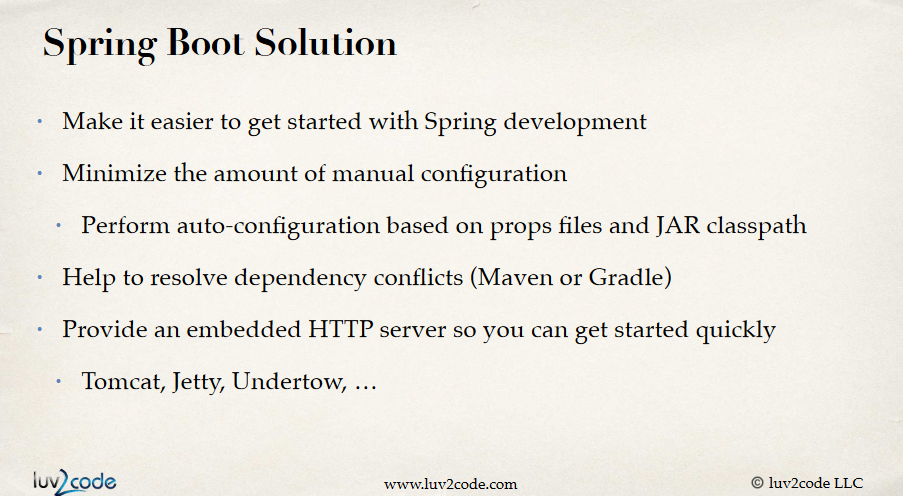 Spring Boot Solution
• Make it easier to get started with Spring development
• Minimize the amount of manual configuration
• Perform auto-configuration based on props files and JAR classpath
• Help to resolve dependency conflicts (Maven or Gradle)
• Provide an embedded HTTP server so you can get started quickly
• Tomcat, Jetty, Undertow, …
luv2code
www.luv2code.com
© luv2code LLC